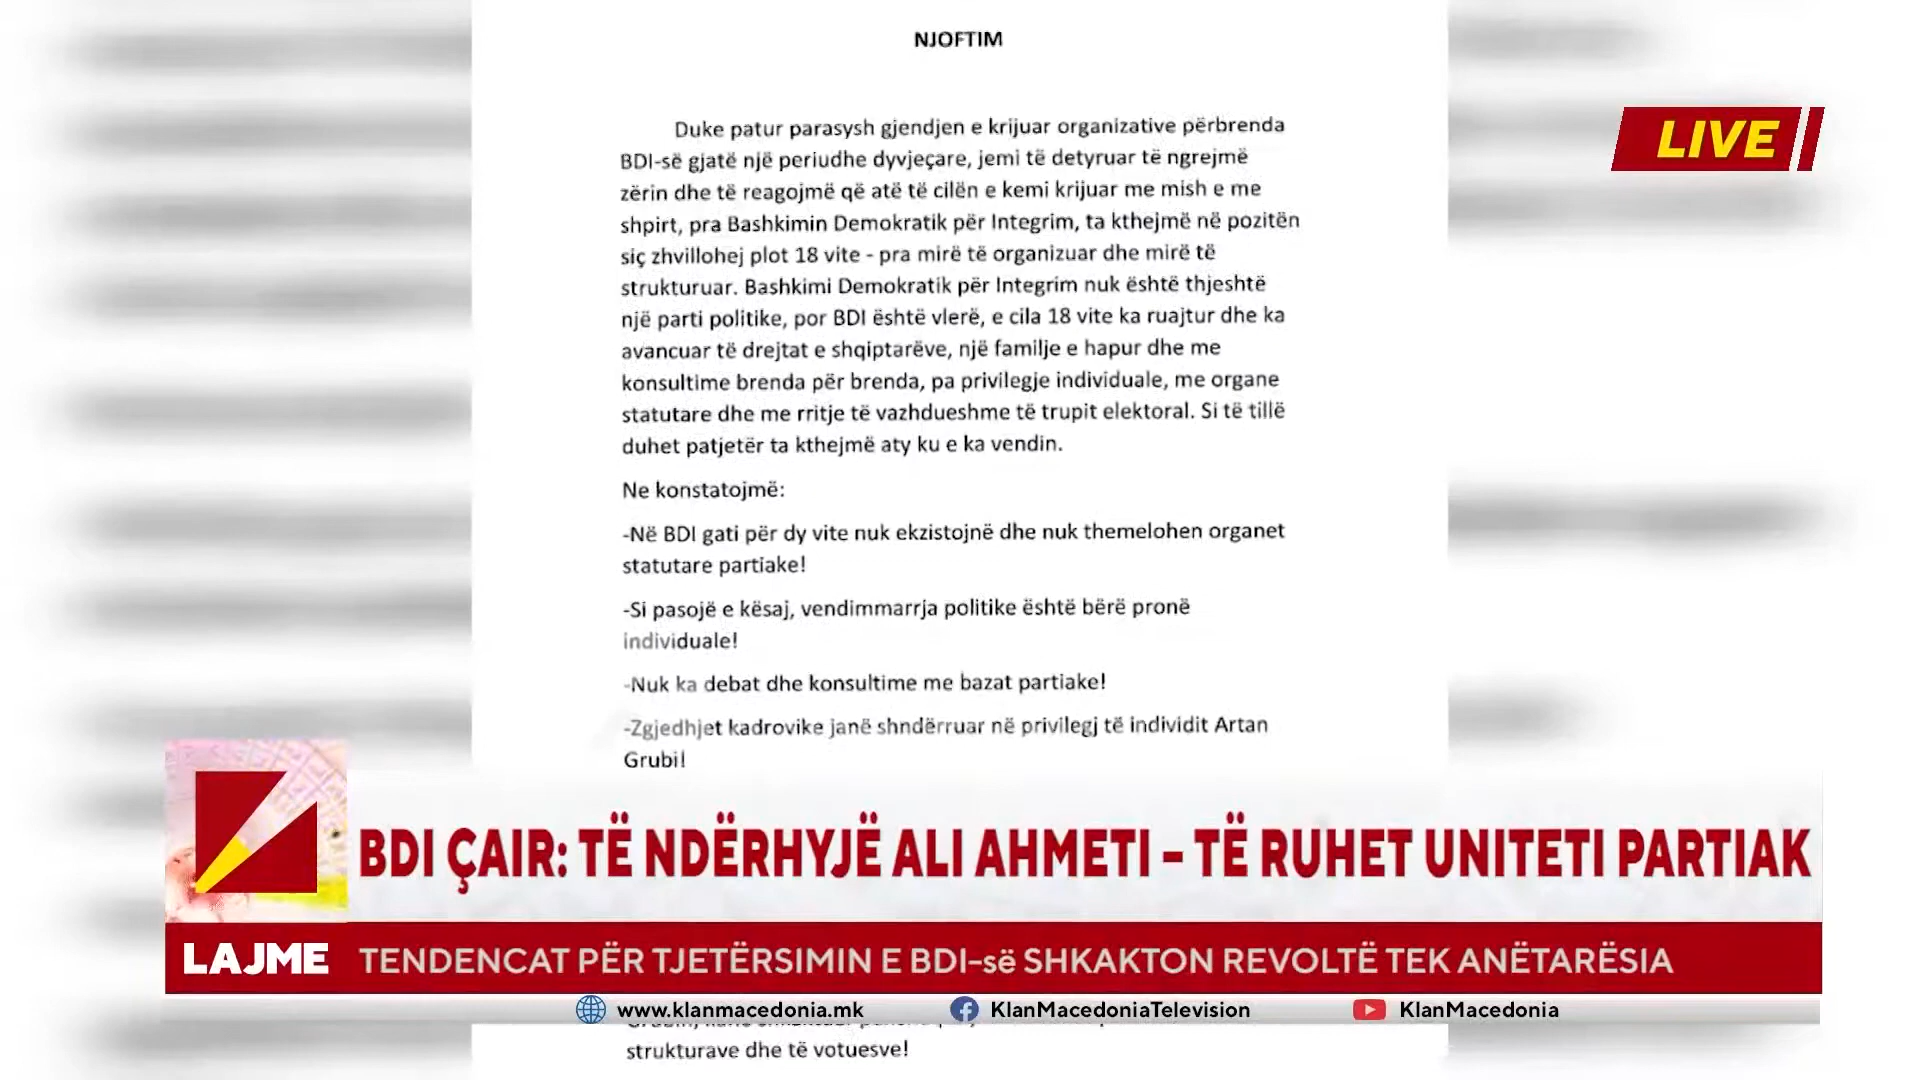 NJOFTIM
LIVE
Duke patur parasysh gjendjen e krijuar organizative përbrenda
BDI-së gjatë një periudhe dyvjeçare, jemi të detyruar të ngrejmë
zërin dhe të reagojmë që atë të cilën e kemi krijuar me mish e me
shpirt, pra Bashkimin Demokratik për Integrim, ta kthejmë në pozitën
siç zhvillohej plot 18 vite - pra mirë të organizuar dhe mirë të
strukturuar. Bashkimi Demokratik për Integrim nuk është thjeshtë
një parti politike, por BDI është vlerë, e cila 18 vite ka ruajtur dhe ka
avancuar të drejtat e shqiptarëve, një familje e hapur dhe me
konsultime brenda për brenda, pa privilegje individuale, me organe
statutare dhe me rritje të vazhdueshme të trupit elektoral. Si të tillë
duhet patjetër ta kthejmë aty ku e ka vendin.
Ne konstatojmë:
-Në BDI gati për dy vite nuk ekzistojnë dhe nuk themelohen organet
statutare partiake!
-Si pasojë e kësaj, vendimmarrja politike është bërë pronë
individuale!
-Nuk ka debat dhe konsultime me bazat partiake!
-Zgjedhjet kadrovike janë shndërruar në privilegj të individit Artan
Grubi!
BDI ÇAIR: TË NDËRHYJË ALI AHMETI – TË RUHET UNITETI PARTIAK
LAJME TENDENCAT PËR TJETËRSIMIN E BDI-së SHKAKTON REVOLTË TEK ANËTARËSIA
www.klanmacedonia.mk KlanMacedoniaTelevision KlanMacedonia
strukturave dhe të votuesve!